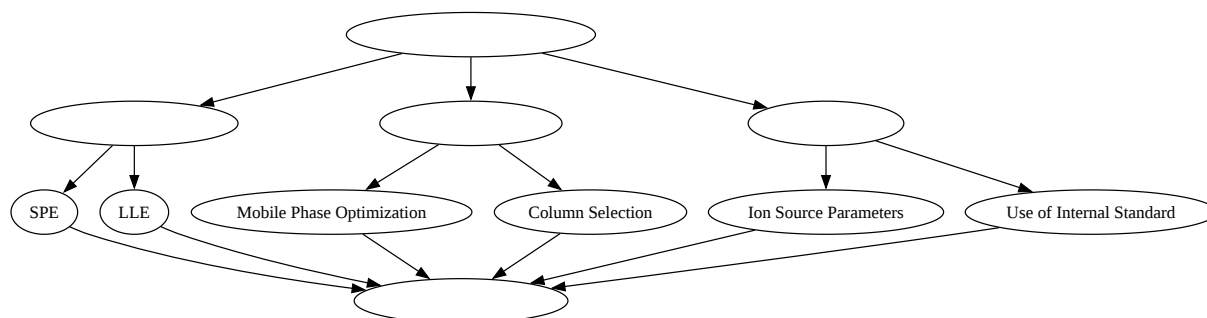 SPE
LLE
Mobile Phase Optimization
Column Selection
Ion Source Parameters
Use of Internal Standard